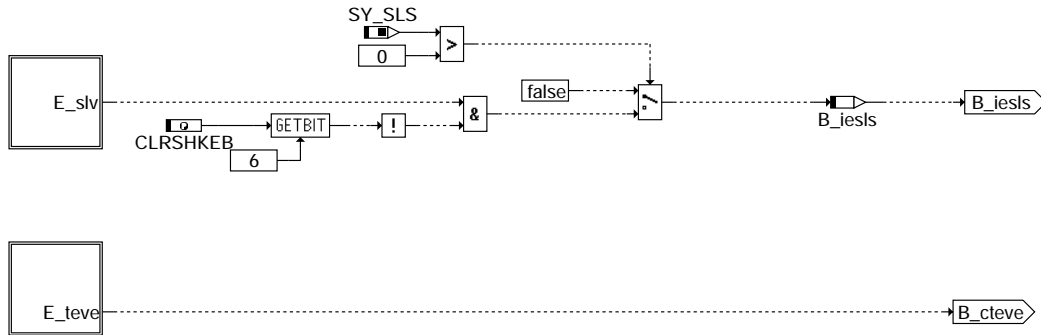 SY_SLS
>
0
E_slv
false
B_iesls
&
GETBIT
!
B_iesls
CLRSHKEB
6
E_teve
B_cteve